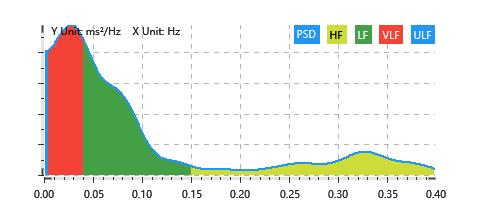 Y Unit: ms²/Hz X Unit: Hz
PSD HF LF VLF ULF
0.00 0.05 0.10 0.15 0.20 0.25 0.30 0.35 0.40